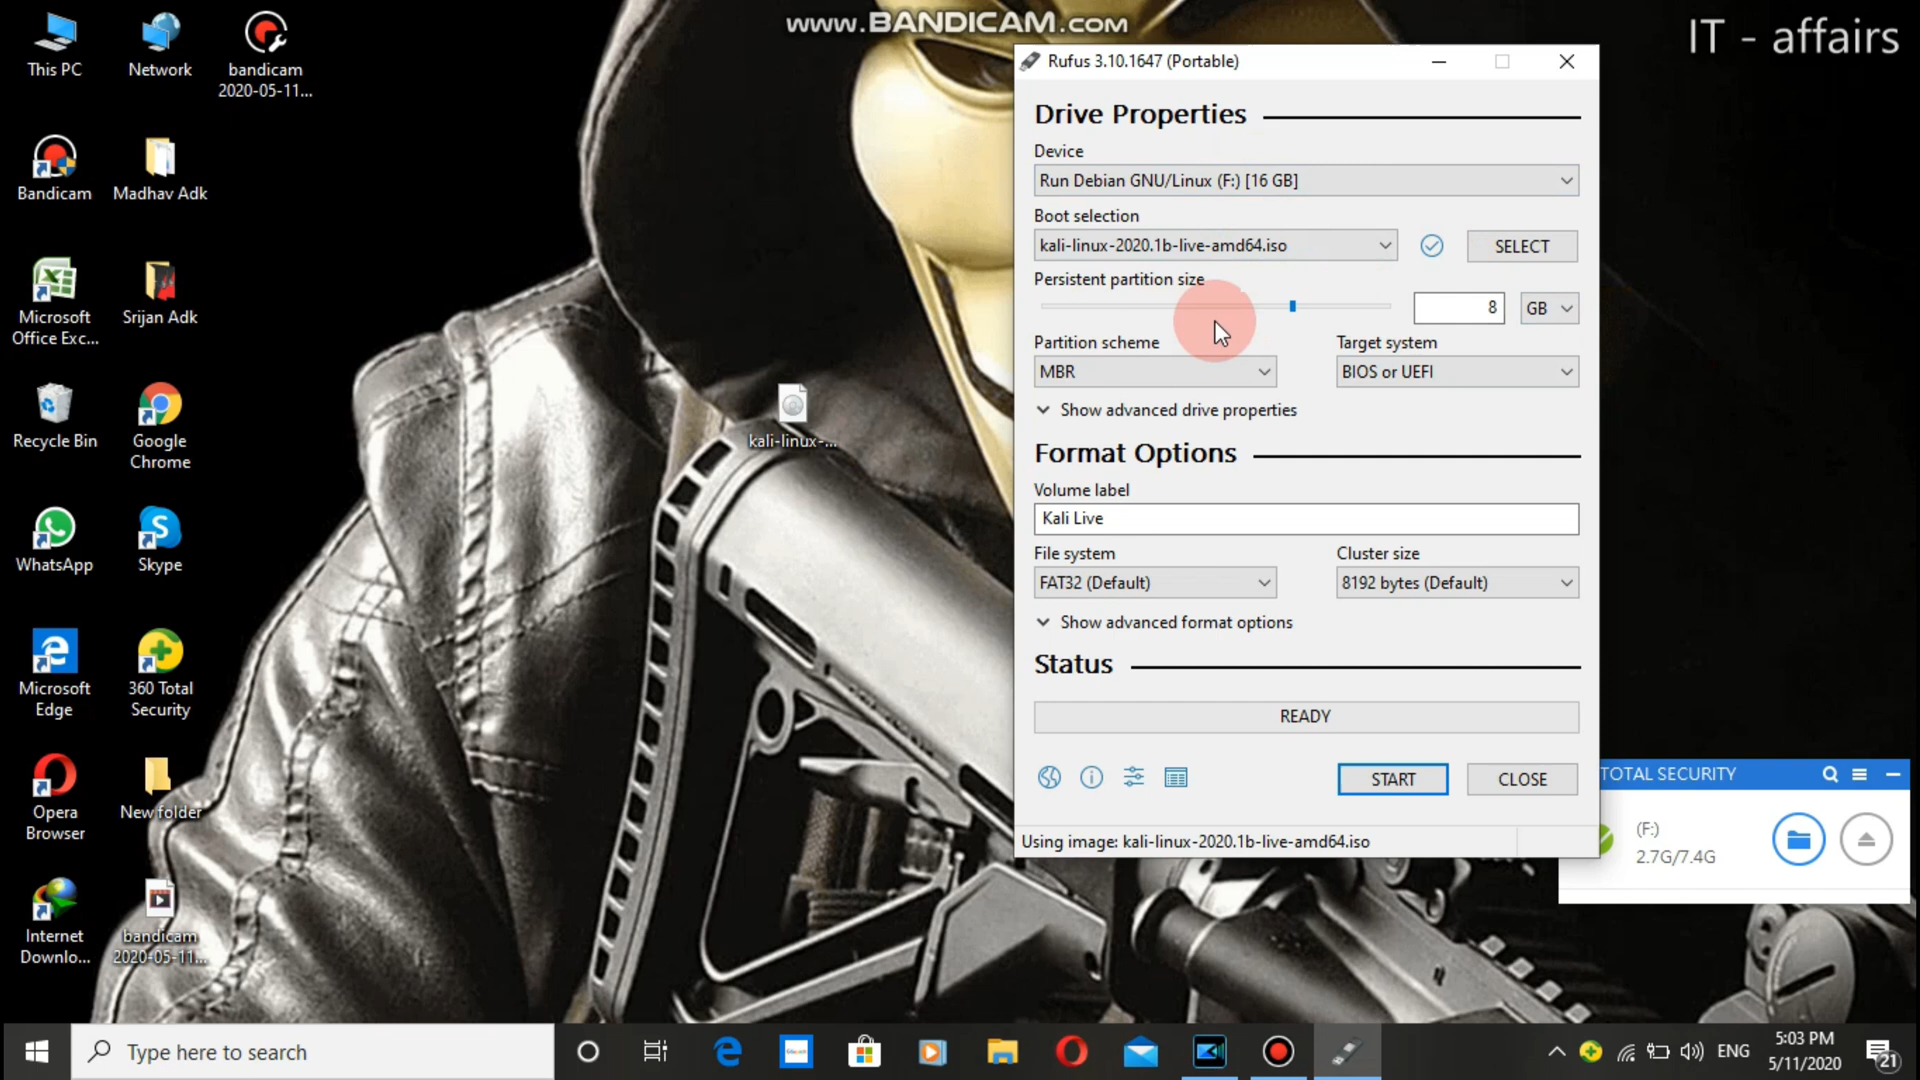 www.BANDICAM.com
IT - affairs
This PC
Network
bandicam
2020-05-11...
Bandicam
Madhav Adk
Microsoft
Office Exc...
Srijan Adk
Recycle Bin
Google
Chrome
WhatsApp
Skype
Microsoft
Edge
360 Total
Security
Opera
Browser
New folder
Internet
Downlo...
bandicam
2020-05-11...
kali-linux-...
Rufus 3.10.1647 (Portable)
Drive Properties
Device
Run Debian GNU/Linux (F:) [16 GB]
Boot selection
kali-linux-2020.1b-live-amd64.iso
SELECT
Persistent partition size
8
GB
Partition scheme
Target system
MBR
BIOS or UEFI
Show advanced drive properties
Format Options
Volume label
Kali Live
File system
Cluster size
FAT32 (Default)
8192 bytes (Default)
Show advanced format options
Status
READY
START
CLOSE
Using image: kali-linux-2020.1b-live-amd64.iso
TOTAL SECURITY
(F:)
2.7G/7.4G
Type here to search
ENG
5:03 PM
5/11/2020
21